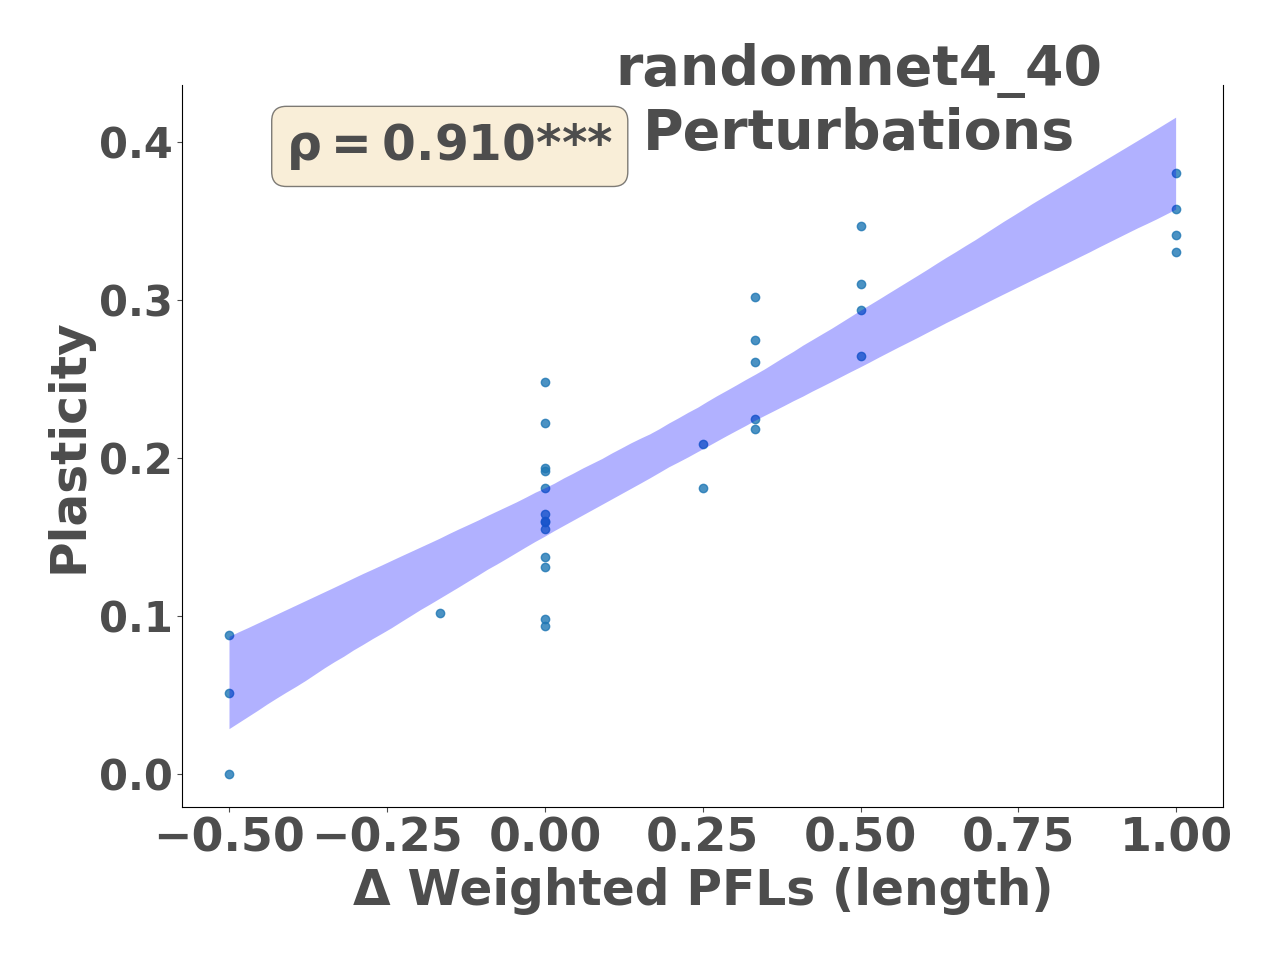 randomnet4_40
Perturbations
ρ = 0.910***
0.4
0.3
0.2
0.1
0.0
Plasticity
−0.50 −0.25 0.00 0.25 0.50 0.75 1.00
Δ Weighted PFLs (length)